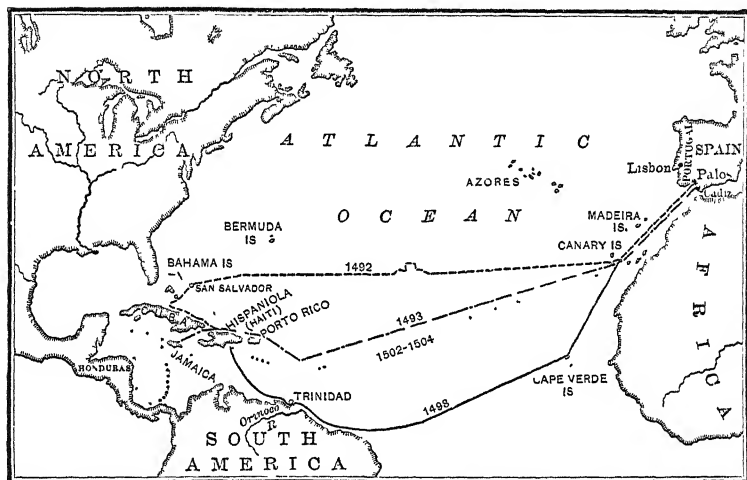 NORTH
AMERICA
ATLANTIC
OCEAN
AZORES
PORTUGAL
SPAIN
Lisbon
Palo
Cadiz
BERMUDA
IS
MADEIRA
IS.
CANARY IS
BAHAMA IS
SAN SALVADOR
1492
CUBA
HISPANIOLA
(HAITI)
PORTO RICO
JAMAICA
1493
1502-1504
HONDURAS
AFRICA
CAPE VERDE
IS
1498
TRINIDAD
Orinoco
R
SOUTH
AMERICA